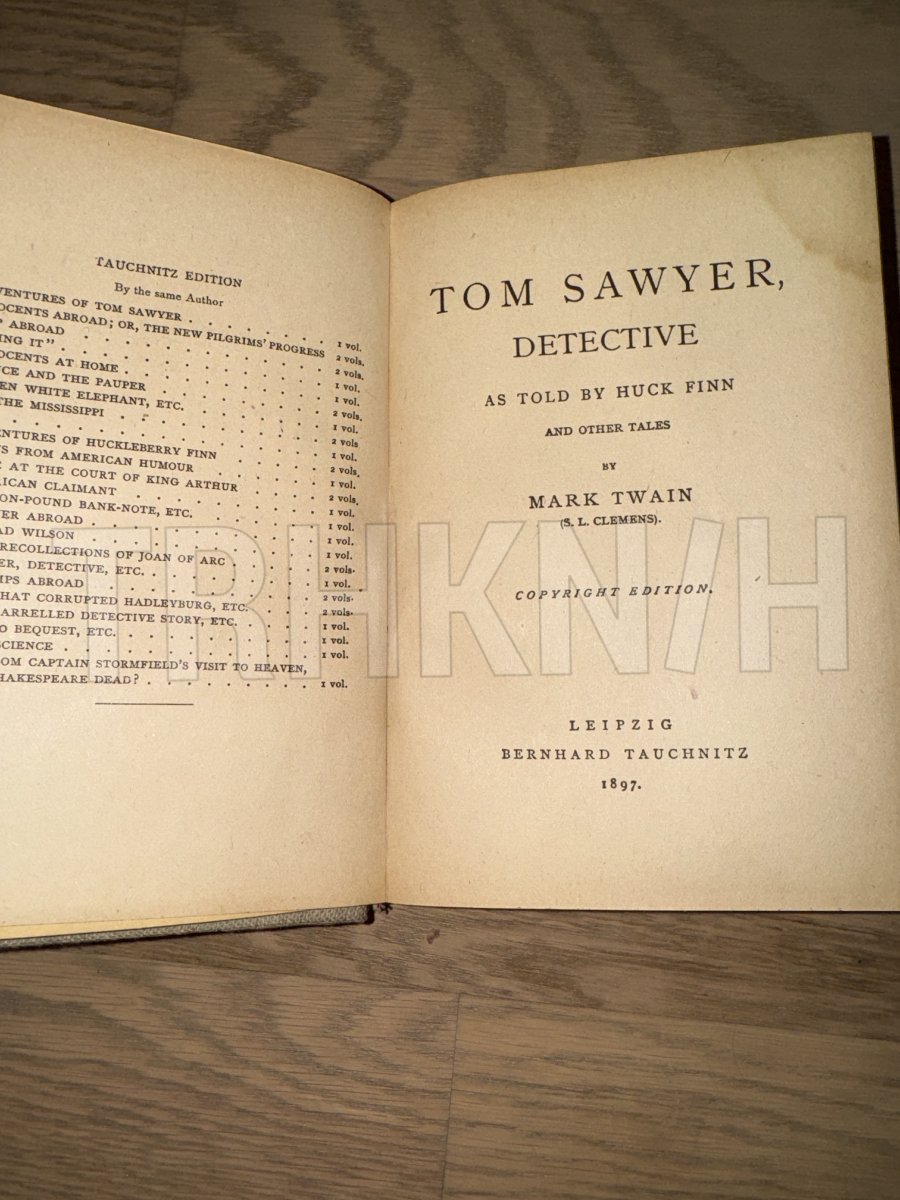 TAUCHNITZ EDITION
By the same Author
VENTURES OF TOM SAWYER . . . . . . . 1 vol.
OCENTS ABROAD; OR, THE NEW PILGRIMS' PROGRESS 2 vols.
ABROAD . . . . . . . . . 2 vols.
ING IT" . . . . . . . . . 1 vol.
OCENTS AT HOME . . . . . . . 1 vol.
CE AND THE PAUPER . . . . . . 2 vols.
EN WHITE ELEPHANT, ETC. . . . . . 1 vol.
THE MISSISSIPPI . . . . . . . 2 vols
ENTURES OF HUCKLEBERRY FINN . . . . 2 vols.
S FROM AMERICAN HUMOUR . . . . 1 vol.
AT THE COURT OF KING ARTHUR . . . 2 vols.
ICAN CLAIMANT . . . . . . . 1 vol.
ON-POUND BANK-NOTE, ETC. . . . . 1 vol.
ER ABROAD . . . . . . . . 1 vol.
AD WILSON . . . . . . . . 1 vol.
RECOLLECTIONS OF JOAN OF ARC . . . 2 vols.
ER, DETECTIVE, ETC. . . . . . . 1 vol.
MPS ABROAD . . . . . . . . 2 vols.
HAT CORRUPTED HADLEYBURG, ETC. . . . 2 vols.
ARRELLED DETECTIVE STORY, ETC. . . . 1 vol.
O BEQUEST, ETC. . . . . . . . 1 vol.
SCIENCE . . . . . . . . . 1 vol.
OM CAPTAIN STORMFIELD'S VISIT TO HEAVEN,
HAKESPEARE DEAD? . . . . . . . 1 vol.
TOM SAWYER,
DETECTIVE
AS TOLD BY HUCK FINN
AND OTHER TALES
BY
MARK TWAIN
(S. L. CLEMENS).
COPYRIGHT EDITION.
LEIPZIG
BERNHARD TAUCHNITZ
1897.
TRHKN/H